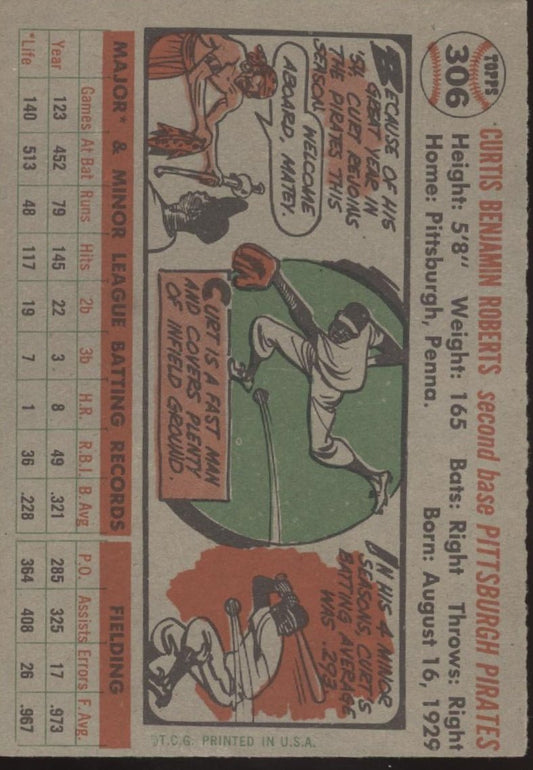 TOPPS
306
CURTIS BENJAMIN ROBERTS second base PITTSBURGH PIRATES
Height: 5'8" Weight: 165 Bats: Right Throws: Right
Home: Pittsburgh, Penna. Born: August 16, 1929
BECAUSE OF HIS
GREAT YEAR IN
'54, CURT REJOINS
THE PIRATES THIS
SEASON.
WELCOME
ABOARD, MATEY.
CURT IS A FAST MAN
AND COVERS PLENTY
OF INFIELD GROUND.
IN HIS 4 MINOR
SEASONS, CURT'S
BATTING AVERAGE
WAS .293.
©T.C.G. PRINTED IN U.S.A.
MAJOR* & MINOR LEAGUE BATTING RECORDS FIELDING
Games At Bat Runs Hits 2b 3b H.R. R.B.I. B.Avg. P.O. Assists Errors F.Avg.
Year 123 452 79 145 22 3 8 49 .321 285 325 17 .973
*Life 140 513 48 117 19 7 1 36 .228 364 408 26 .967